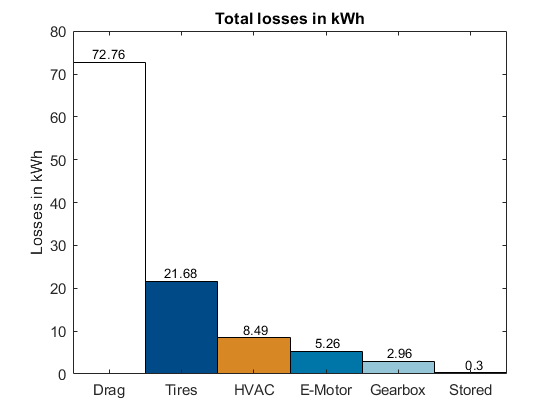 Total losses in kWh
80
70
60
50
40
30
20
10
0
Losses in kWh
72.76
21.68
8.49
5.26
2.96
0.3
Drag
Tires
HVAC
E-Motor
Gearbox
Stored